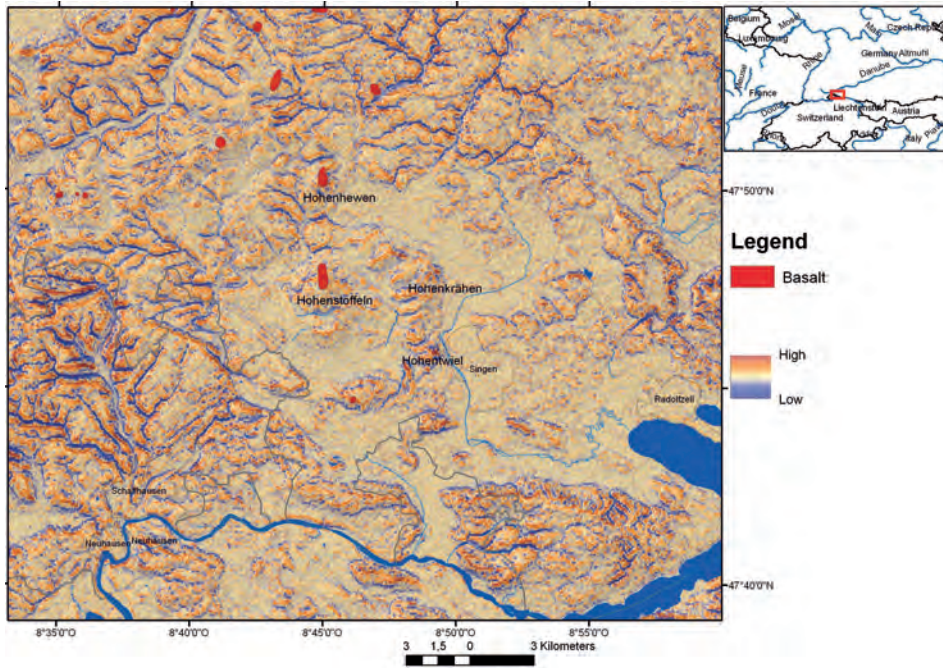 Hohenhewen
Hohenstöffeln
Hohenkrähen
Hohentwiel
Singen
Radolfzell
Schaffhausen
Neuhausen
Neuhausen
8°35'0"O
8°40'0"O
8°45'0"O
8°50'0"O
8°55'0"O
47°50'0"N
47°40'0"N
3 1,5 0 3 Kilometers
Belgium
Luxembourg
Mosel
Main
Czech Repu
Germany
Altmuhl
Rhine
Danube
Meuse
France
Doubs
Liechtenstein
Austria
Switzerland
Italy
Legend
Basalt
High
Low